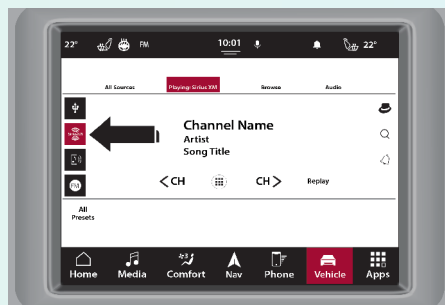 22° FM 10:01 22°
All Sources Playing: Sirius XM Browse Audio
Channel Name
Artist
Song Title
FM
< CH CH > Replay
All
Presets
Home Media Comfort Nav Phone Vehicle Apps